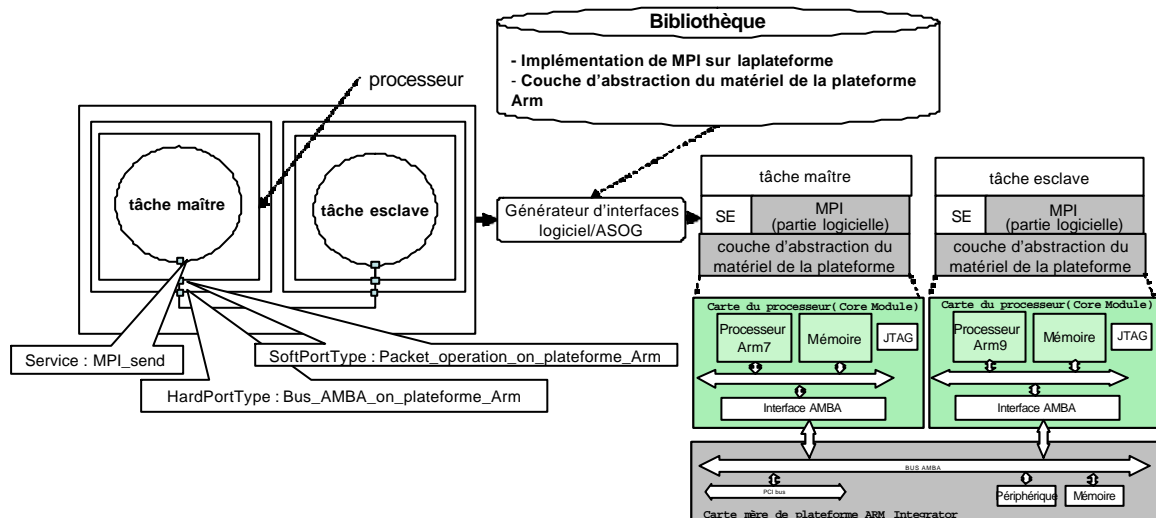 Bibliothèque
- Implémentation de MPI sur laplateforme
- Couche d'abstraction du matériel de la plateforme
Arm
processeur
tâche maître
tâche esclave
Générateur d'interfaces
logiciel/ASOG
Service : MPI_send
SoftPortType : Packet_operation_on_plateforme_Arm
HardPortType : Bus_AMBA_on_plateforme_Arm
tâche maître
SE
MPI
(partie logicielle)
couche d'abstraction du
matériel de la plateforme
tâche esclave
SE
MPI
(partie logicielle)
couche d'abstraction du
matériel de la plateforme
Carte du processeur(Core Module)
Processeur
Arm7
Mémoire
JTAG
Interface AMBA
Carte du processeur(Core Module)
Processeur
Arm9
Mémoire
JTAG
Interface AMBA
BUS AMBA
PCI bus
Périphérique
Mémoire
Carte mère de plateforme ARM Integrator